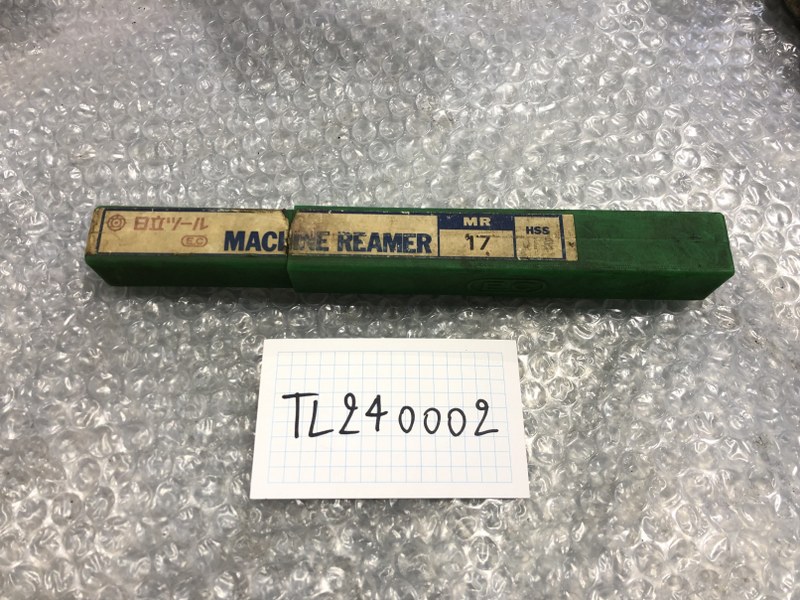 日立ツール
E.C
MACHINE REAMER
MR
17
HSS
TL240002